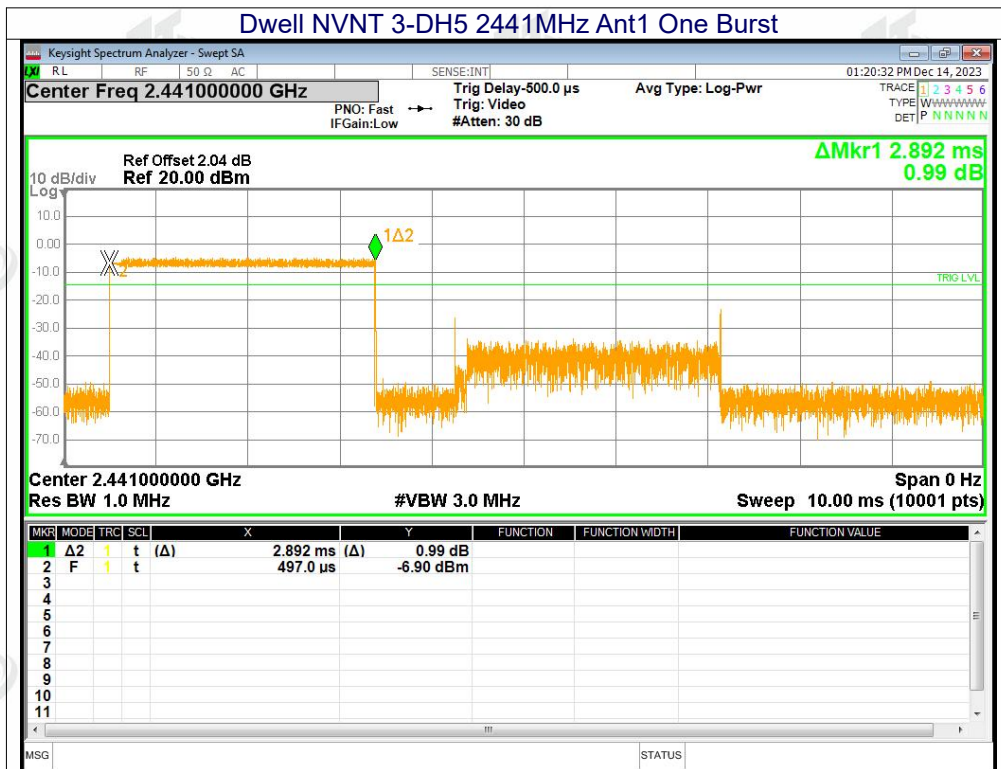 Dwell NVNT 3-DH5 2441MHz Ant1 One Burst
Keysight Spectrum Analyzer - Swept SA
LXI RL RF 50 Ω AC SENSE:INT 01:20:32 PM Dec 14, 2023
Center Freq 2.441000000 GHz Trig Delay-500.0 µs Avg Type: Log-Pwr TRACE 1 2 3 4 5 6
PNO: Fast Trig: Video TYPE WWWWWWW
IFGain:Low #Atten: 30 dB DET P N N N N N
ΔMkr1 2.892 ms
0.99 dB
Ref Offset 2.04 dB
10 dB/div Ref 20.00 dBm
Log
10.0
0.00
-10.0
-20.0
-30.0
-40.0
-50.0
-60.0
-70.0
1Δ2
2
TRIG LVL
Center 2.441000000 GHz Span 0 Hz
Res BW 1.0 MHz #VBW 3.0 MHz Sweep 10.00 ms (10001 pts)
MKR MODE TRC SCL X Y FUNCTION FUNCTION WIDTH FUNCTION VALUE
1 Δ2 1 t (Δ) 2.892 ms (Δ) 0.99 dB
2 F 1 t 497.0 µs -6.90 dBm
3
4
5
6
7
8
9
10
11
MSG STATUS